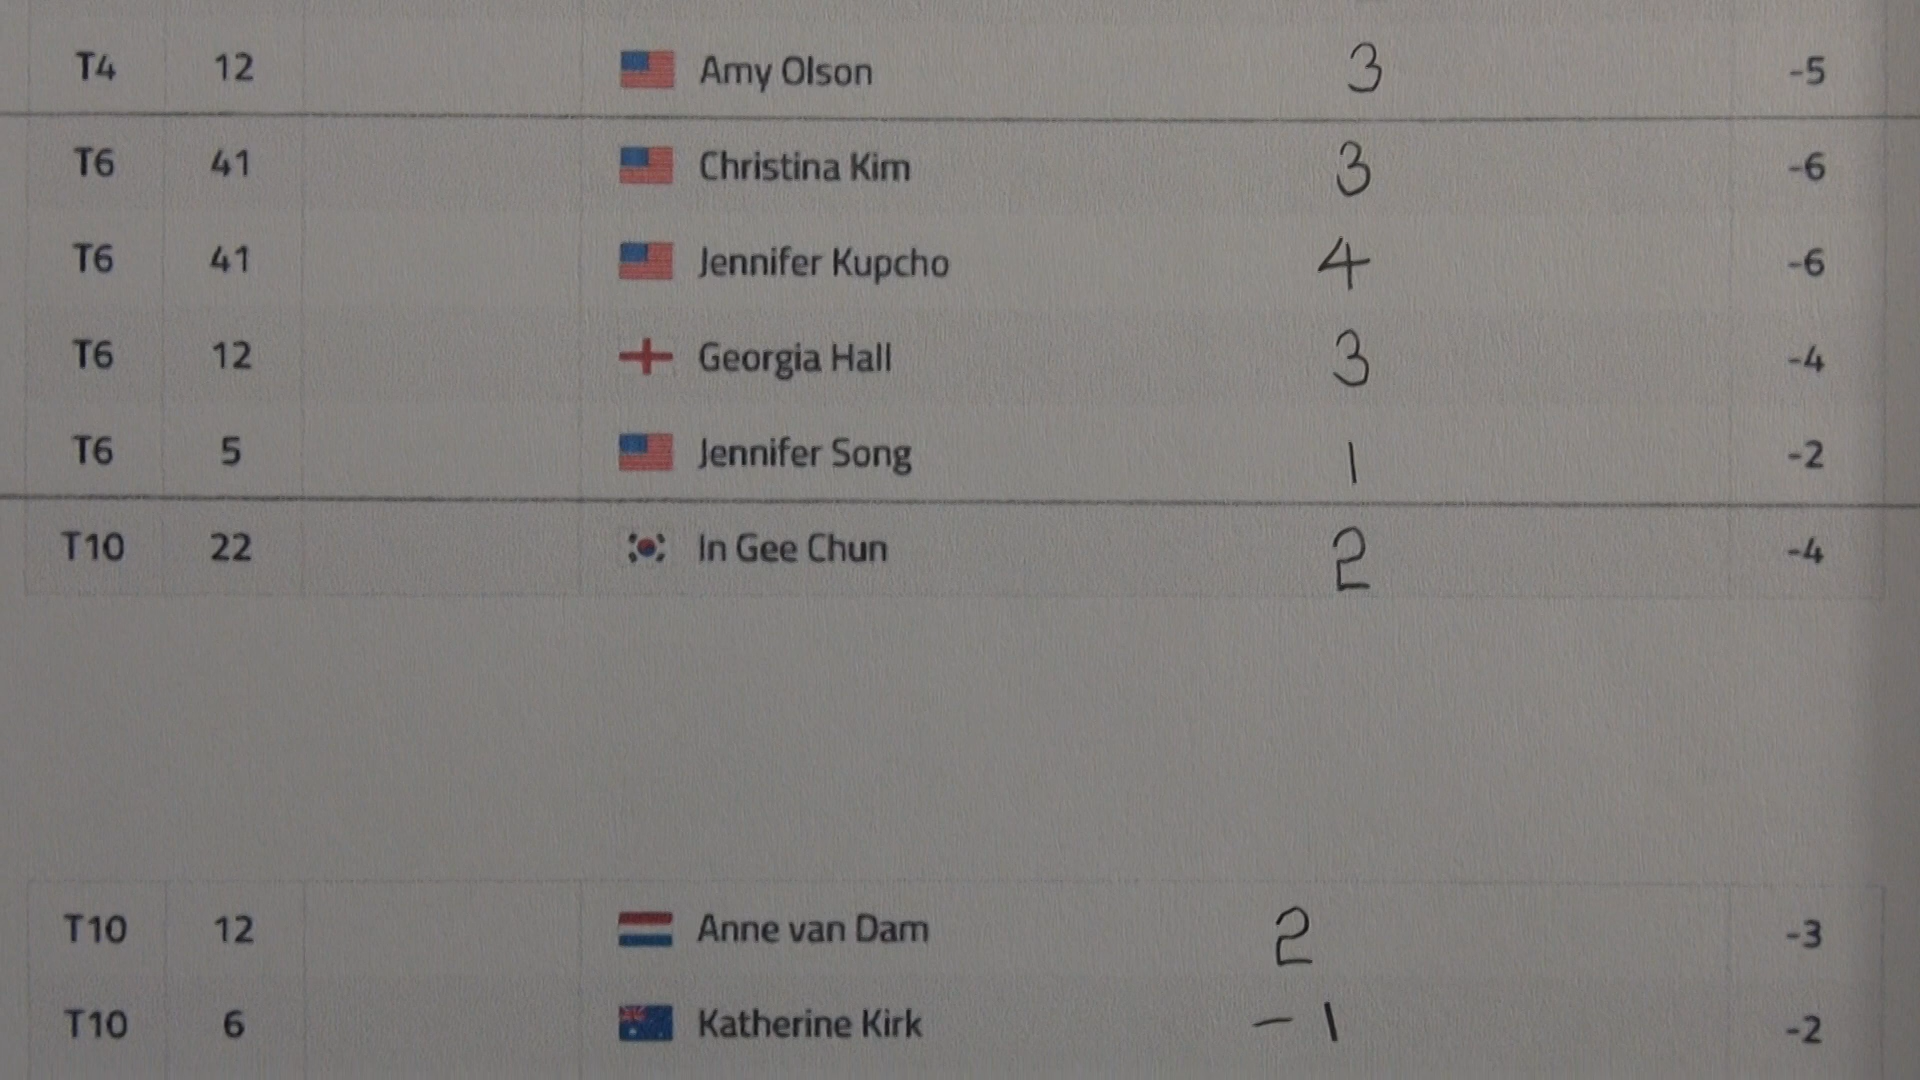 T4 12 Amy Olson 3 -5
T6 41 Christina Kim 3 -6
T6 41 Jennifer Kupcho 4 -6
T6 12 Georgia Hall 3 -4
T6 5 Jennifer Song 1 -2
T10 22 In Gee Chun 2 -4
T10 12 Anne van Dam 2 -3
T10 6 Katherine Kirk -1 -2